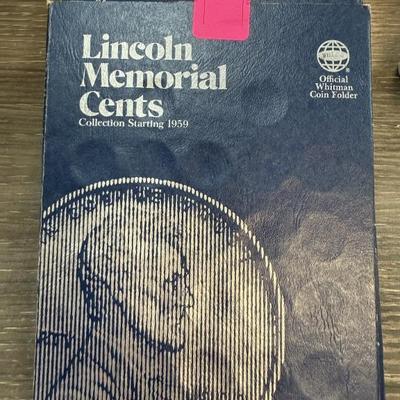 Lincoln
Memorial
Cents
Collection Starting 1959
Official
Whitman
Coin Folder